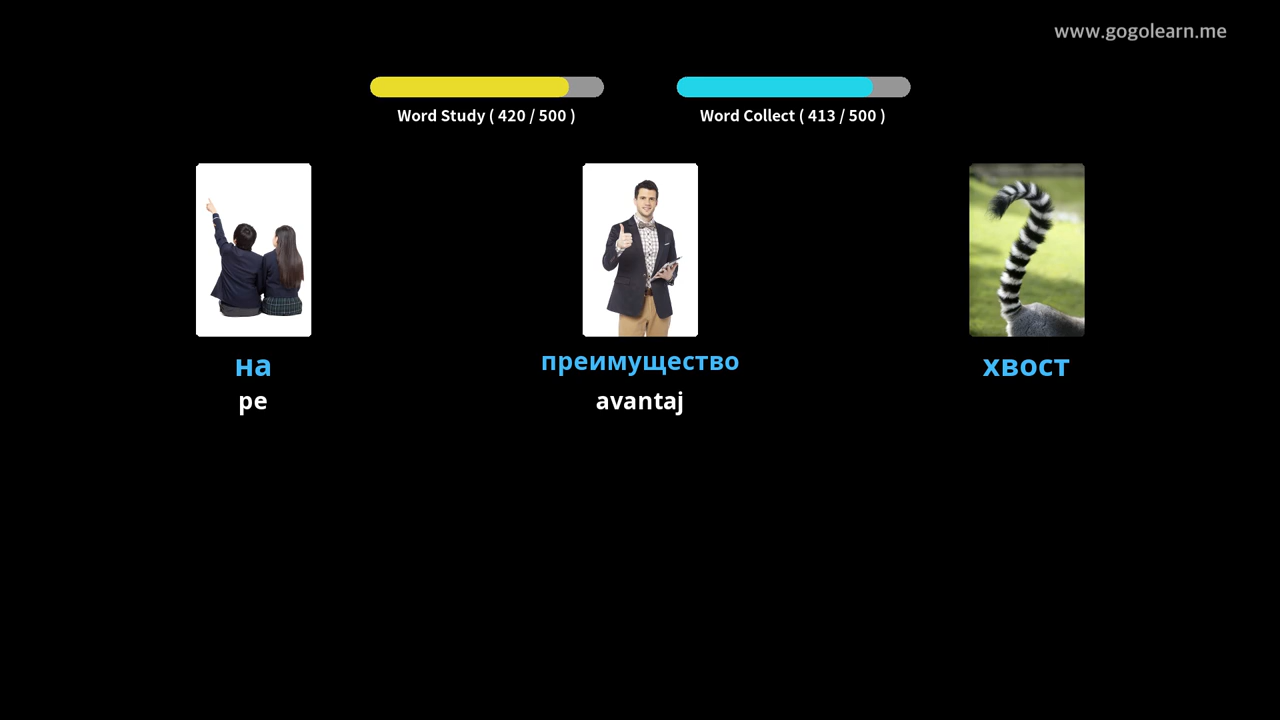 www.gogolearn.me
Word Study ( 420 / 500 )
Word Collect ( 413 / 500 )
на
преимущество
хвост
pe
avantaj